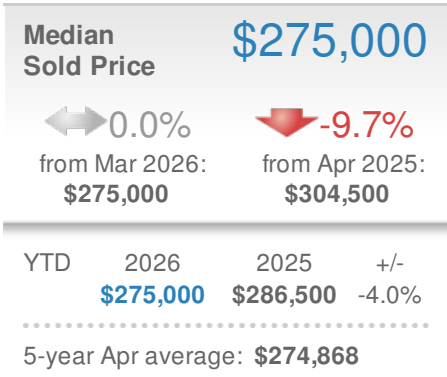 Median $275,000
Sold Price
0.0% -9.7%
from Mar 2026: from Apr 2025:
$275,000 $304,500
YTD 2026 2025 +/-
$275,000 $286,500 -4.0%
5-year Apr average: $274,868